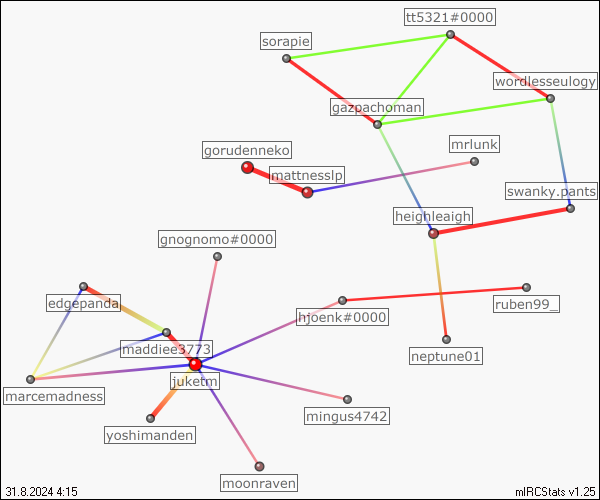 tt5321#0000
sorapie
wordlesseulogy
gazpachoman
mrlunk
gorudenneko
mattnesslp
swanky.pants
heighleaigh
gnognomo#0000
edgepanda
ruben99_
hjoenk#0000
maddiee3773
neptune01
juketm
marcemadness
mingus4742
yoshimanden
moonraven
31.8.2024 4:15
mIRCStats v1.25